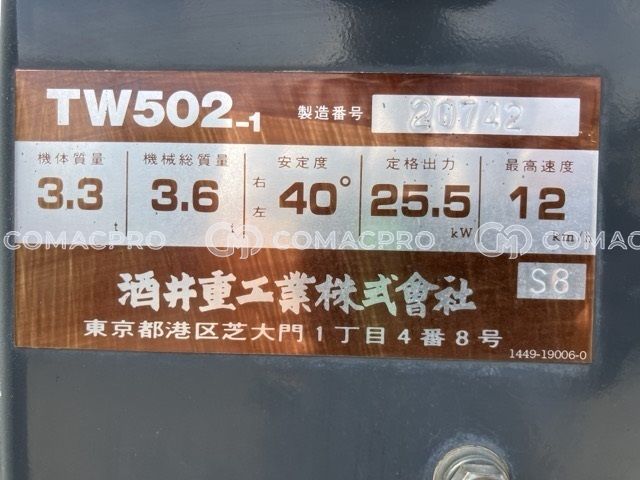 TW502-1 製造番号 20742
機体質量 機械総質量 安定度 定格出力 最高速度
3.3 t 3.6 t 右左 40° 25.5 kW 12 km/h
COMACPRO COMACPRO COMACPRO
S8
酒井重工業株式會社
東京都港区芝大門1丁目4番8号
1449-19006-0